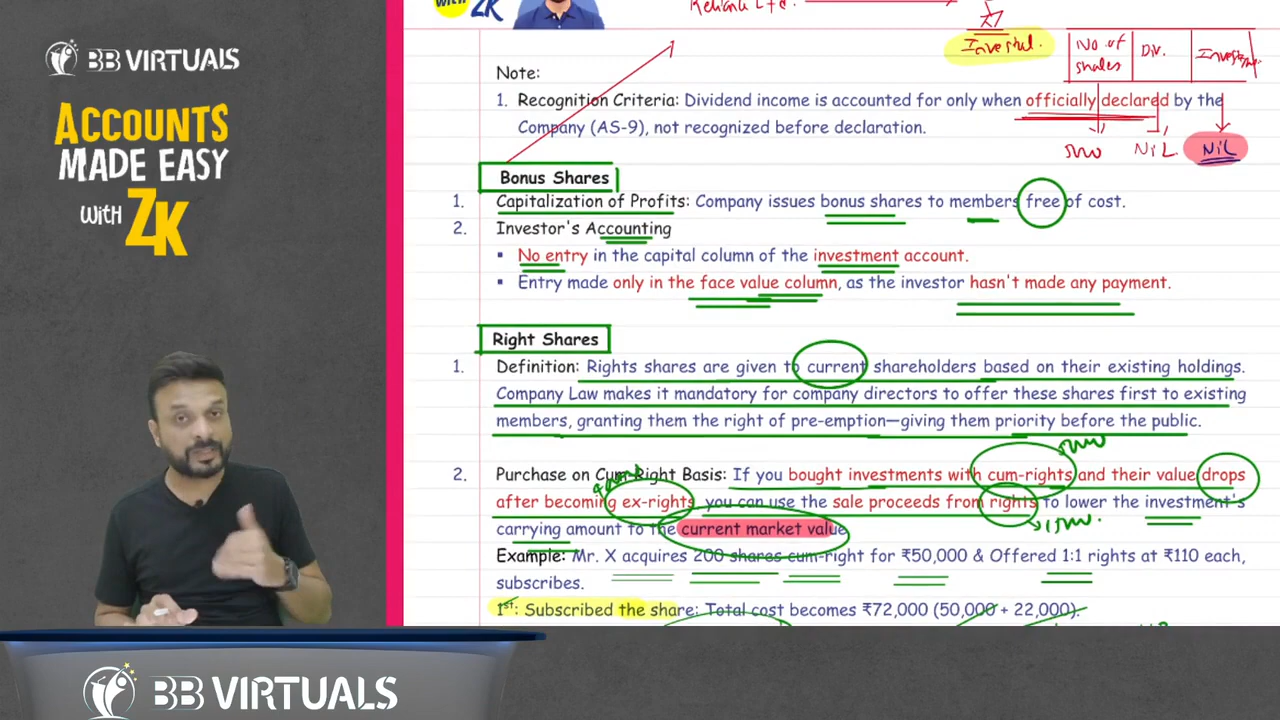 BB VIRTUALS
ACCOUNTS
MADE EASY
with ZK
with ZK
Reliance Ltd.
Investul.
No of shares
Div.
Note:
1. Recognition Criteria: Dividend income is accounted for only when officially declared by the
Company (AS-9), not recognized before declaration.
NiL
NiL
Bonus Shares
1. Capitalization of Profits: Company issues bonus shares to members free of cost.
2. Investor's Accounting
▪ No entry in the capital column of the investment account.
▪ Entry made only in the face value column, as the investor hasn't made any payment.
Right Shares
1. Definition: Rights shares are given to current shareholders based on their existing holdings.
Company Law makes it mandatory for company directors to offer these shares first to existing
members, granting them the right of pre-emption—giving them priority before the public.
2. Purchase on Cum-Right Basis: If you bought investments with cum-rights and their value drops
after becoming ex-rights you can use the sale proceeds from rights to lower the investment's
carrying amount to the current market value
Example: Mr. X acquires 200 shares cum-right for ₹50,000 & Offered 1:1 rights at ₹110 each,
subscribes.
1st: Subscribed the share: Total cost becomes ₹72,000 (50,000 + 22,000).
BB VIRTUALS